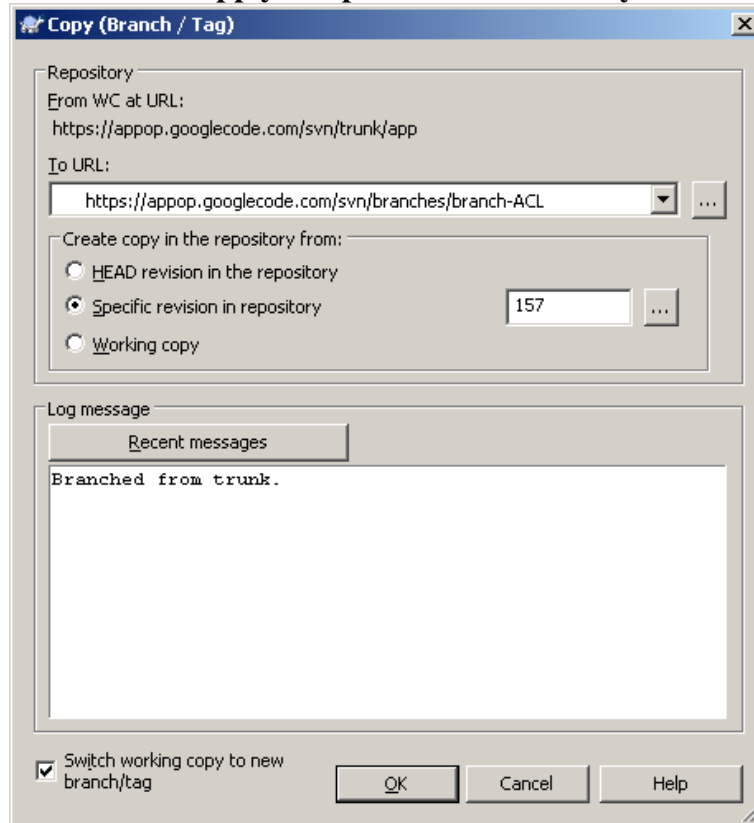 Copy (Branch / Tag)
Repository
From WC at URL:
https://appop.googlecode.com/svn/trunk/app
To URL:
https://appop.googlecode.com/svn/branches/branch-ACL
...
Create copy in the repository from:
HEAD revision in the repository
Specific revision in repository 157 ...
Working copy
Log message
Recent messages
Branched from trunk.
Switch working copy to new
branch/tag
OK Cancel Help